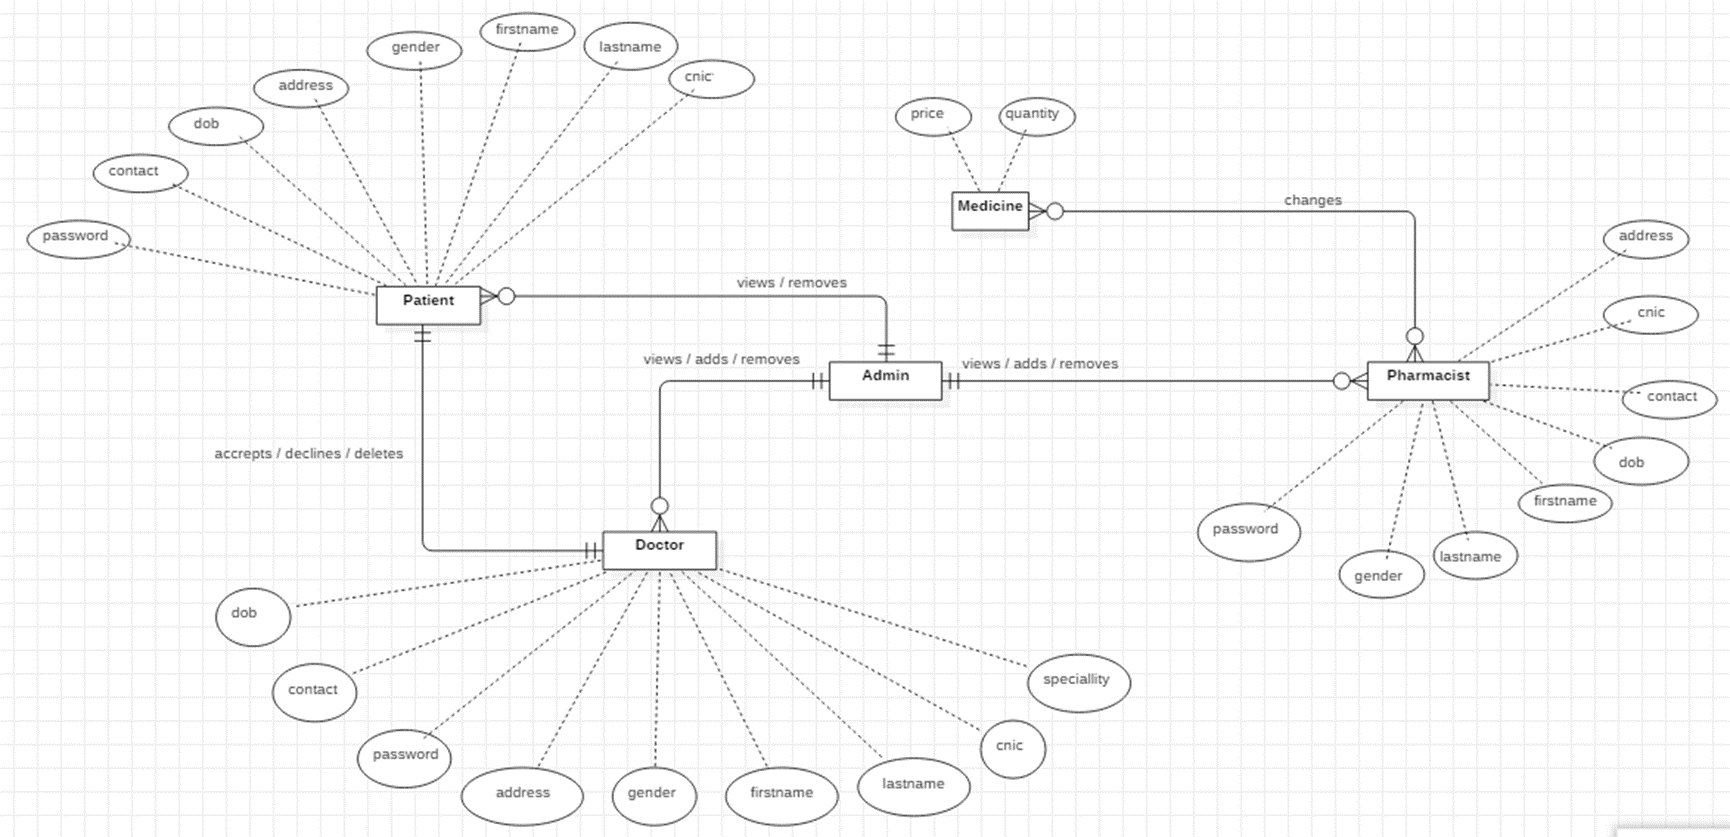 firstname
gender
lastname
cnic
address
dob
contact
password
Patient
price
quantity
Medicine
changes
views / removes
views / adds / removes
Admin
views / adds / removes
Pharmacist
address
cnic
contact
dob
firstname
lastname
gender
password
accrepts / declines / deletes
Doctor
dob
contact
password
address
gender
firstname
lastname
cnic
speciallity